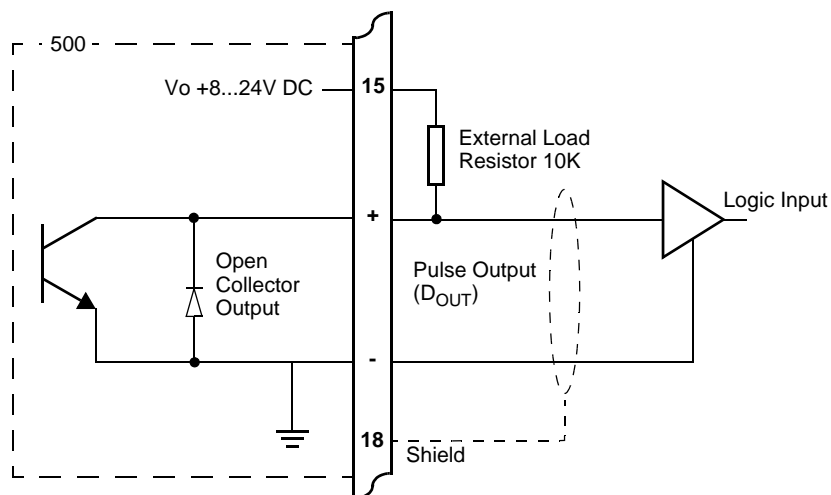 500
Vo +8...24V DC
15
External Load
Resistor 10K
+
Logic Input
Open
Collector
Output
Pulse Output
(DOUT)
-
18
Shield